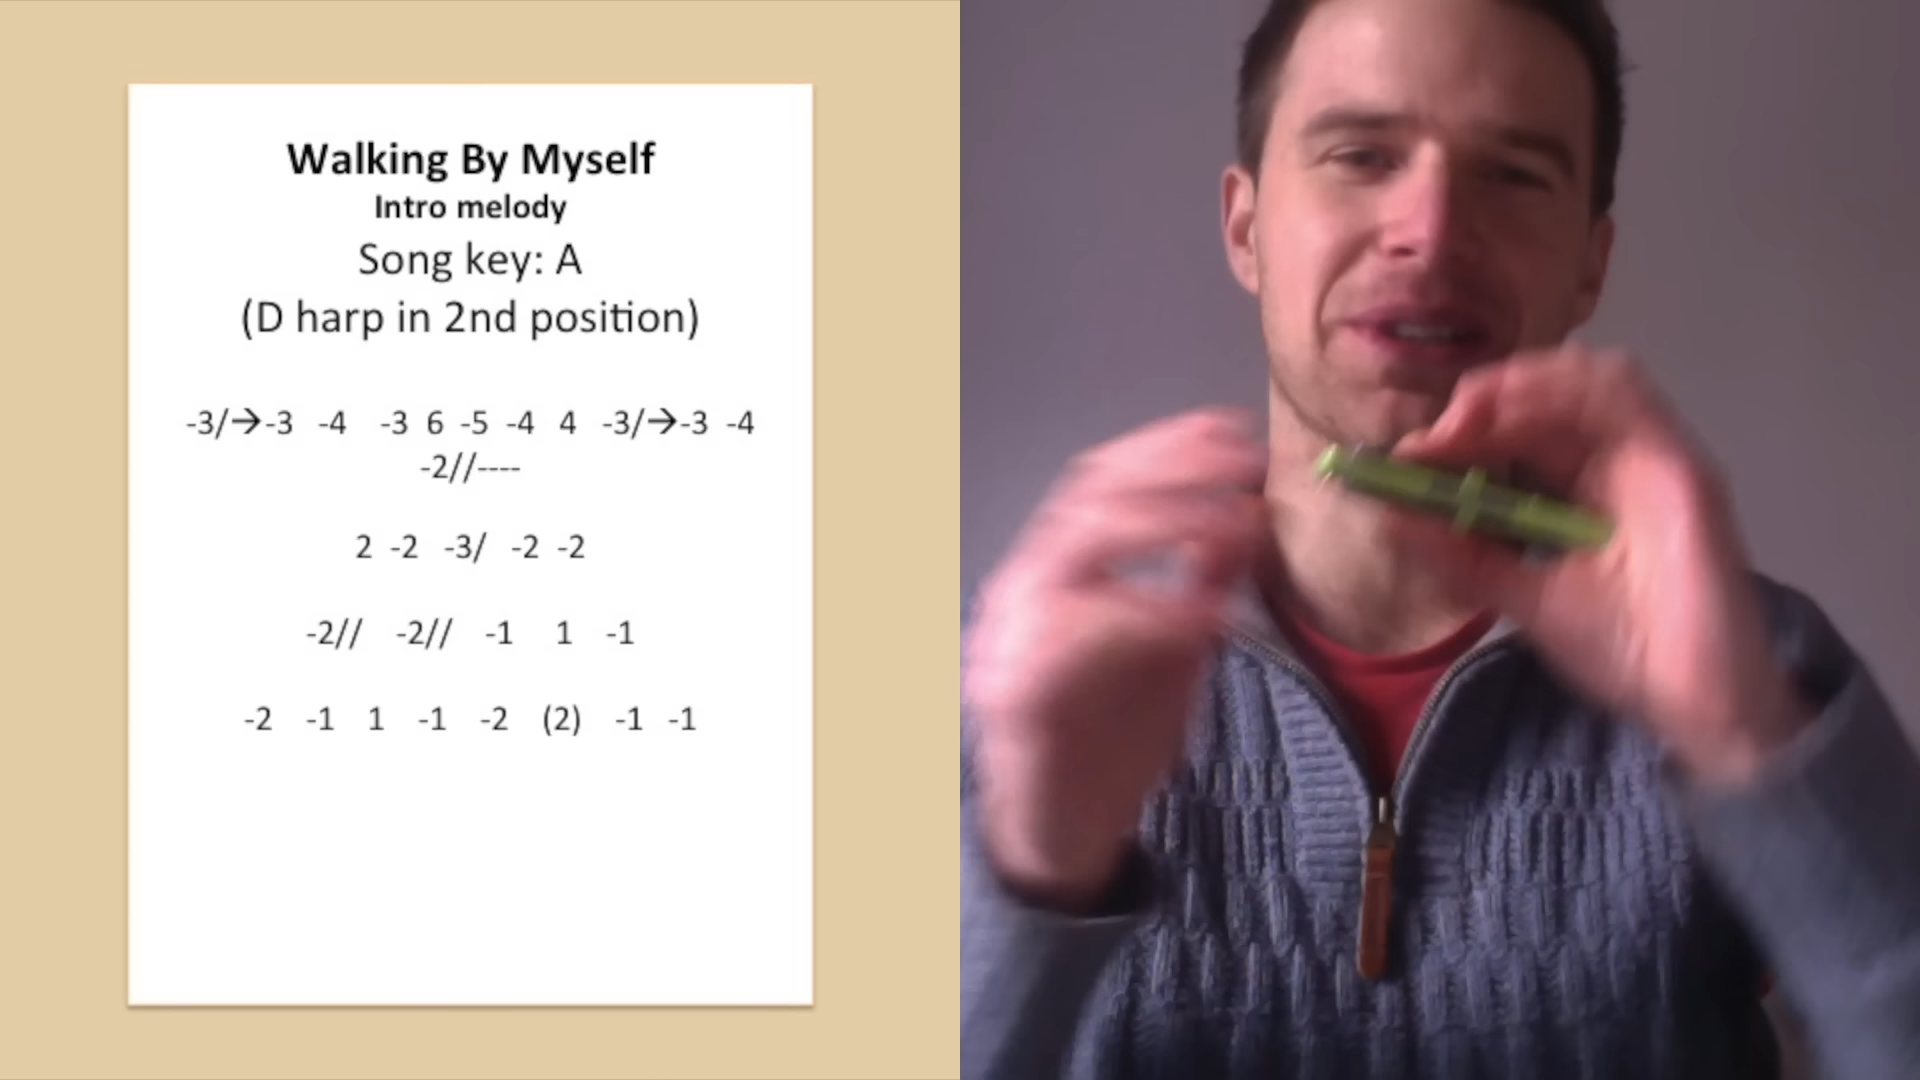 Walking By Myself
Intro melody
Song key: A
(D harp in 2nd position)
-3/→-3 -4 -3 6 -5 -4 4 -3/→-3 -4
-2//----
2 -2 -3/ -2 -2
-2// -2// -1 1 -1
-2 -1 1 -1 -2 (2) -1 -1